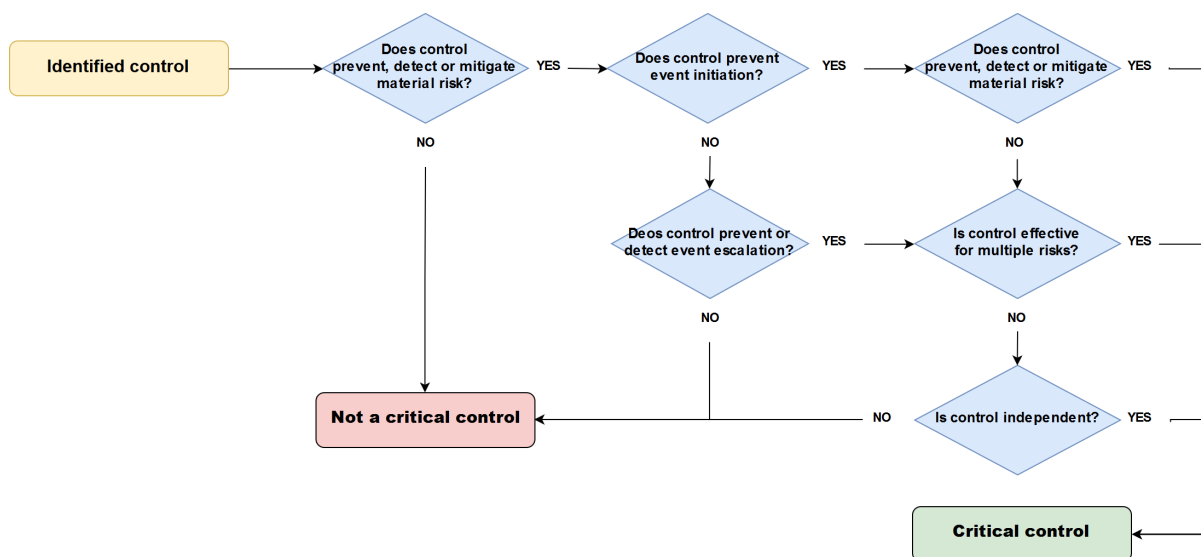 Identified control
Does control
prevent, detect or mitigate
material risk?
YES
Does control prevent
event initiation?
YES
Does control
prevent, detect or mitigate
material risk?
YES
NO
NO
NO
Deos control prevent or
detect event escalation?
YES
Is control effective
for multiple risks?
YES
NO
NO
Not a critical control
NO
Is control independent?
YES
Critical control